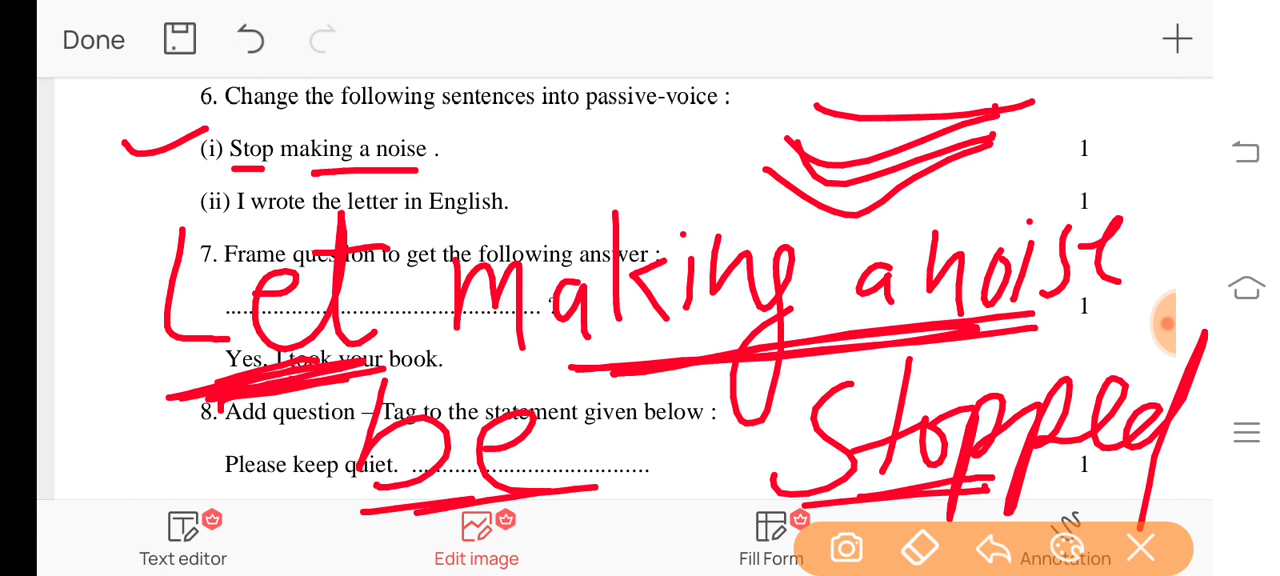 Done
6. Change the following sentences into passive-voice :
(i) Stop making a noise . 1
(ii) I wrote the letter in English. 1
7. Frame question to get the following answer :
Let making a noise
................................................... ? 1
Yes, I took your book.
8. Add question – Tag to the statement given below :
be stopped
Please keep quiet. ....................................... 1
Text editor Edit image Fill Form Annotation